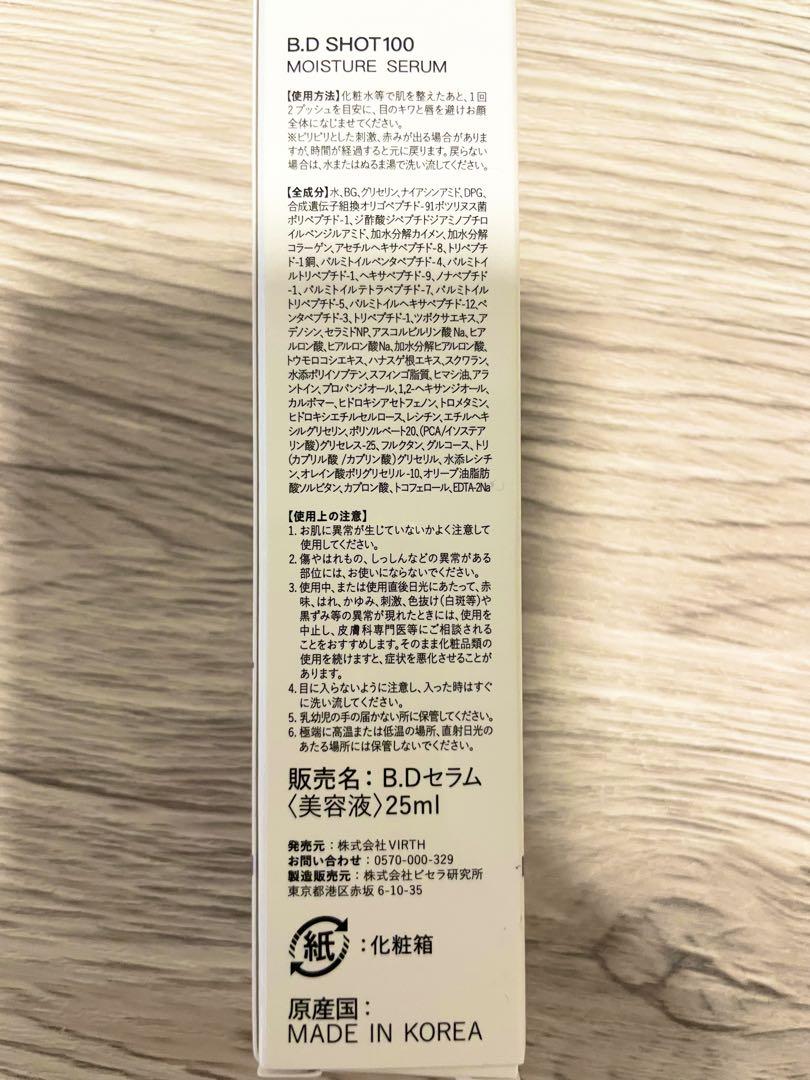 B.D SHOT100
MOISTURE SERUM
【使用方法】化粧水等で肌を整えたあと、1回
2プッシュを目安に、目のキワと唇を避けお顔
全体になじませてください。
※ピリピリとした刺激、赤みが出る場合がありま
すが、時間が経過すると元に戻ります。戻らない
場合は、水またはぬるま湯で洗い流してください。
【全成分】水、BG、グリセリン、ナイアシンアミド、DPG、
合成遺伝子組換オリゴペプチド-91ボツリヌス菌
ポリペプチド-1、ジ酢酸ジペプチドジアミノブチロ
イルベンジルアミド、加水分解カイメン、加水分解
コラーゲン、アセチルヘキサペプチド-8、トリペプチ
ド-1銅、パルミトイルペンタペプチド-4、パルミトイ
ルトリペプチド-1、ヘキサペプチド-9、ノナペプチド
-1、パルミトイルテトラペプチド-7、パルミトイル
トリペプチド-5、パルミトイルヘキサペプチド-12、ペ
ンタペプチド-3、トリペプチド-1、ツボクサエキス、ア
デノシン、セラミドNP、アスコルビルリン酸Na、ヒア
ルロン酸、ヒアルロン酸Na、加水分解ヒアルロン酸、
トウモロコシエキス、ハナスゲ根エキス、スクワラン、
水添ポリイソブテン、スフィンゴ脂質、ヒマシ油、アラ
ントイン、プロパンジオール、1,2-ヘキサンジオール、
カルボマー、ヒドロキシアセトフェノン、トロメタミン、
ヒドロキシエチルセルロース、レシチン、エチルヘキ
シルグリセリン、ポリソルベート20、(PCA/イソステア
リン酸)グリセレス-25、フルクタン、グルコース、トリ
(カプリル酸/カプリン酸)グリセリル、水添レシチ
ン、オレイン酸ポリグリセリル-10、オリーブ油脂肪
酸ソルビタン、カプロン酸、トコフェロール、EDTA-2Na
【使用上の注意】
1. お肌に異常が生じていないかよく注意して
使用してください。
2. 傷やはれもの、しっしんなどの異常がある
部位には、お使いにならないでください。
3. 使用中、または使用直後日光にあたって、赤
味、はれ、かゆみ、刺激、色抜け(白斑等)や
黒ずみ等の異常が現れたときには、使用を
中止し、皮膚科専門医等にご相談される
ことをおすすめします。そのまま化粧品類の
使用を続けますと、症状を悪化させることが
あります。
4. 目に入らないように注意し、入った時はすぐ
に洗い流してください。
5. 乳幼児の手の届かない所に保管してください。
6. 極端に高温または低温の場所、直射日光の
あたる場所には保管しないでください。
販売名：B.Dセラム
〈美容液〉25ml
発売元：株式会社VIRTH
お問い合わせ：0570-000-329
製造販売元：株式会社ピセラ研究所
東京都港区赤坂 6-10-35
紙：化粧箱
原産国：
MADE IN KOREA